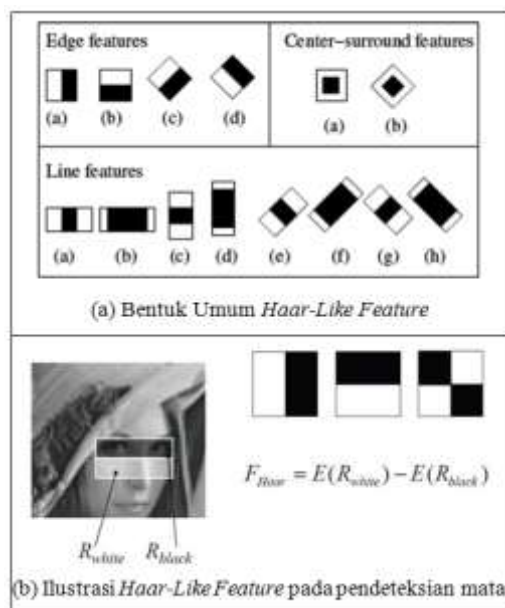 Edge features
(a) (b) (c) (d)
Center-surround features
(a) (b)
Line features
(a) (b) (c) (d) (e) (f) (g) (h)
(a) Bentuk Umum Haar-Like Feature
F_Haar = E(R_white) − E(R_black)
R_white R_black
(b) Ilustrasi Haar-Like Feature pada pendeteksian mata